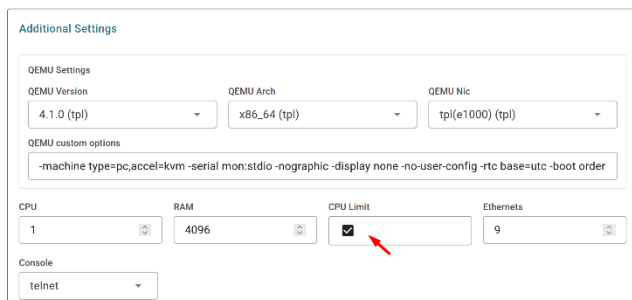 Additional Settings
QEMU Settings
QEMU Version QEMU Arch QEMU Nic
4.1.0 (tpl) x86_64 (tpl) tpl(e1000) (tpl)
QEMU custom options
-machine type=pc,accel=kvm -serial mon:stdio -nographic -display none -no-user-config -rtc base=utc -boot order
CPU RAM CPU Limit Ethernets
1 4096 9
Console
telnet